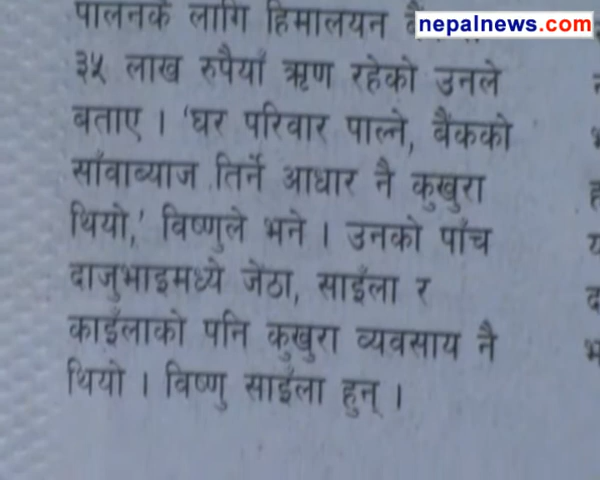 nepalnews.com
पालनके लागि हिमालयन
३५ लाख रुपैयाँ ऋण रहेको उनले
बताए । 'घर परिवार पाल्ने, बैंकको
साँवाब्याज तिर्ने आधार नै कुखुरा
थियो,' विष्णुले भने । उनको पाँच
दाजुभाइमध्ये जेठा, साइँला र
काइँलाको पनि कुखुरा व्यवसाय नै
थियो । विष्णु साइँला हुन् ।